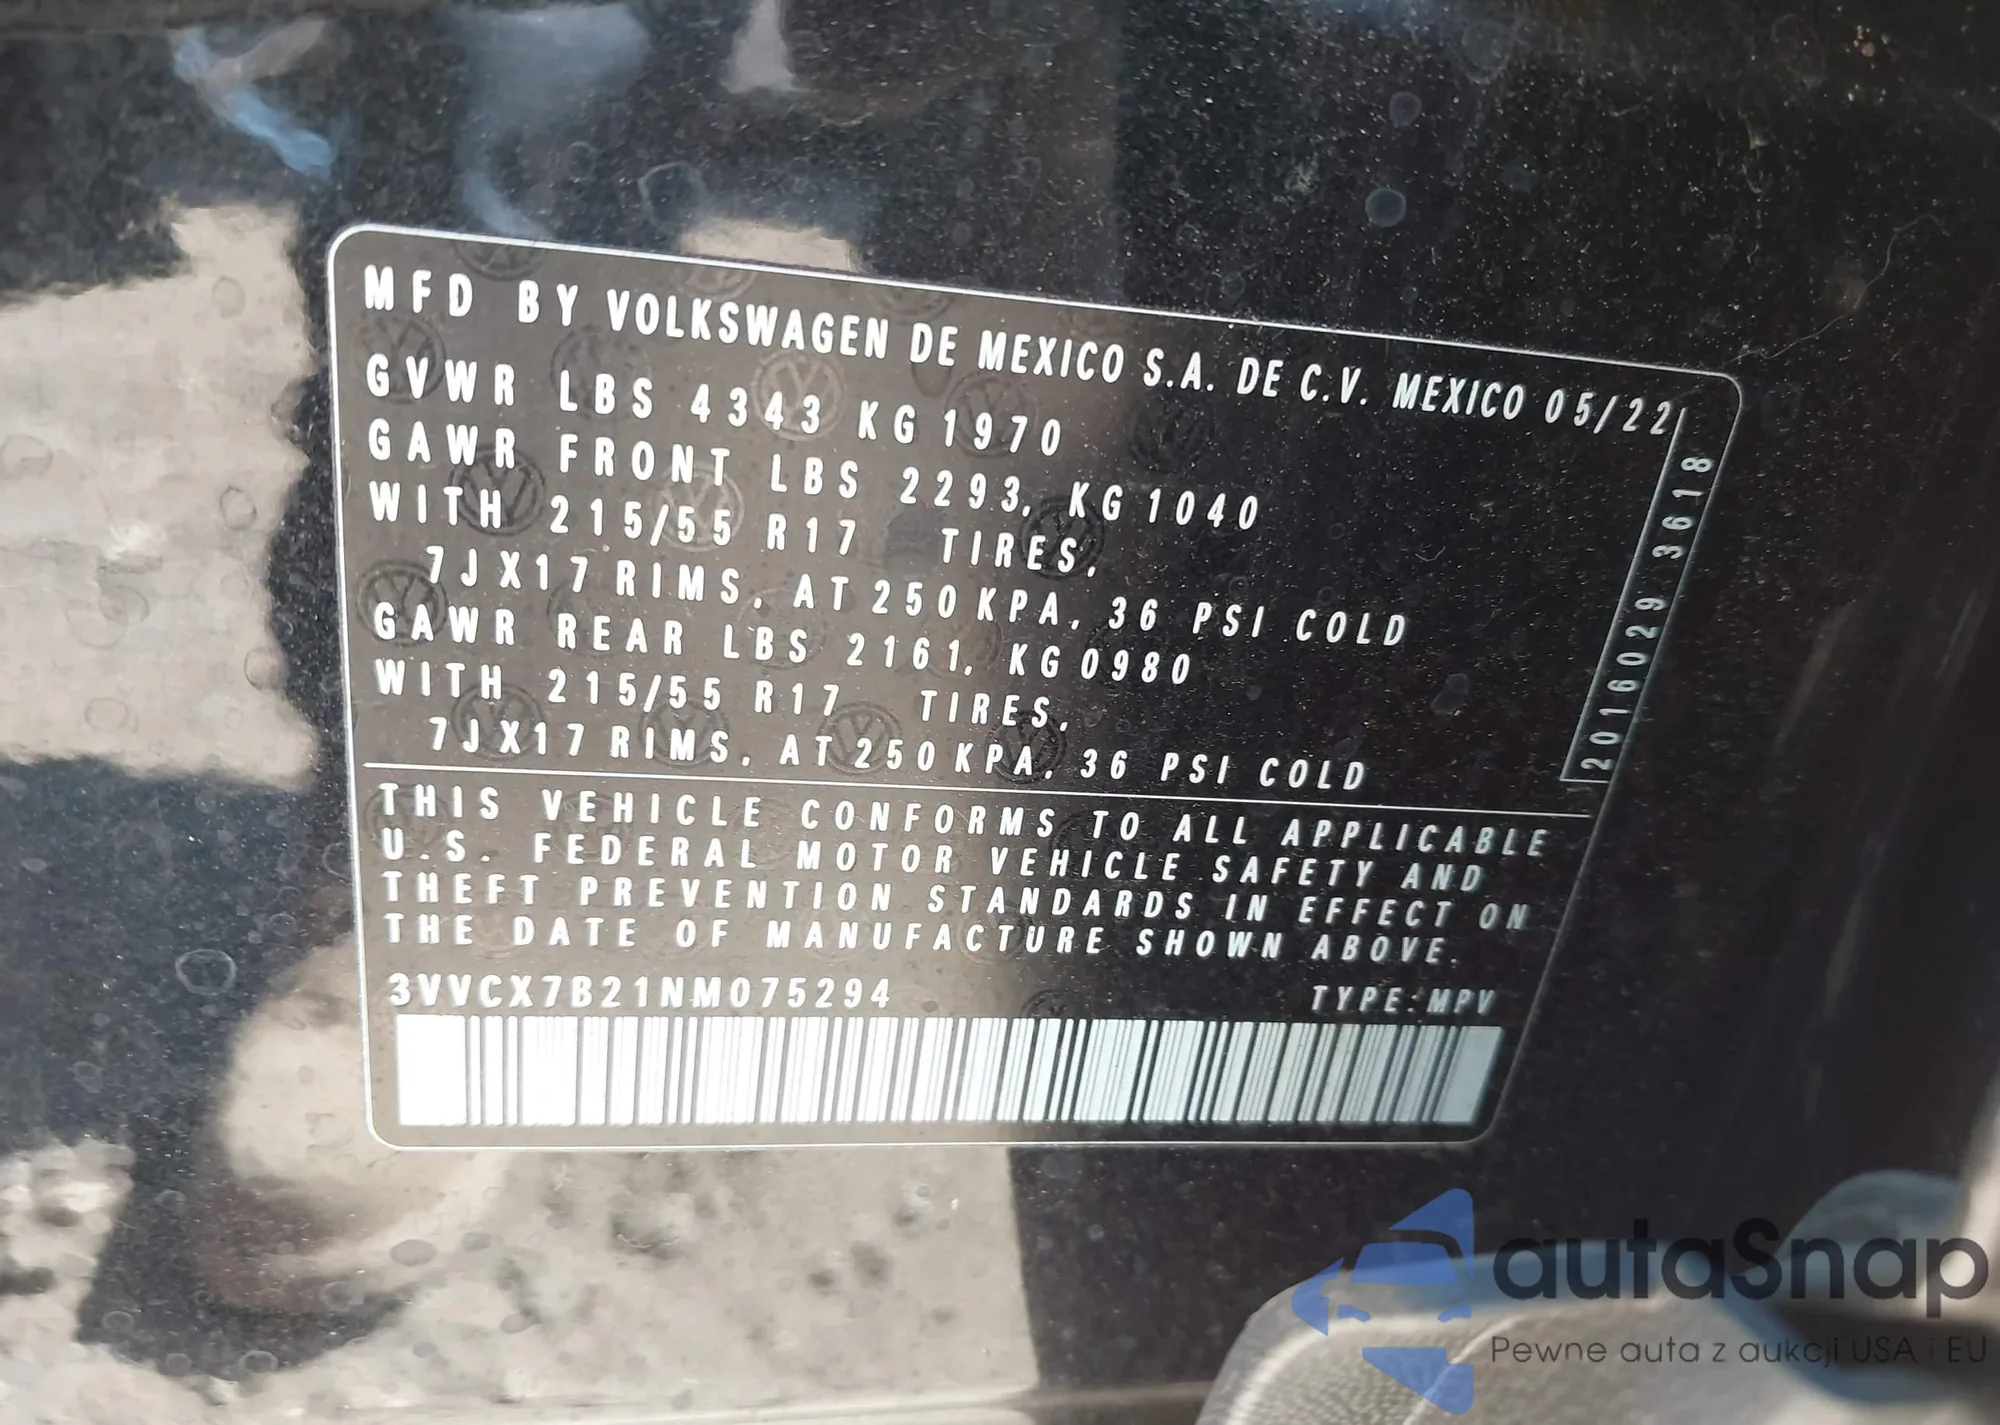 MFD BY VOLKSWAGEN DE MEXICO S.A. DE C.V. MEXICO 05/22
GVWR LBS 4343 KG 1970
GAWR FRONT LBS 2293, KG 1040
WITH 215/55 R17 TIRES,
7JX17 RIMS, AT 250 KPA, 36 PSI COLD
GAWR REAR LBS 2161, KG 0980
WITH 215/55 R17 TIRES,
7JX17 RIMS, AT 250 KPA, 36 PSI COLD
2016029 3618
THIS VEHICLE CONFORMS TO ALL APPLICABLE
U.S. FEDERAL MOTOR VEHICLE SAFETY AND
THEFT PREVENTION STANDARDS IN EFFECT ON
THE DATE OF MANUFACTURE SHOWN ABOVE.
3VVCX7B21NM075294 TYPE:MPV
autaSnap
Pewne auta z aukcji USA i EU